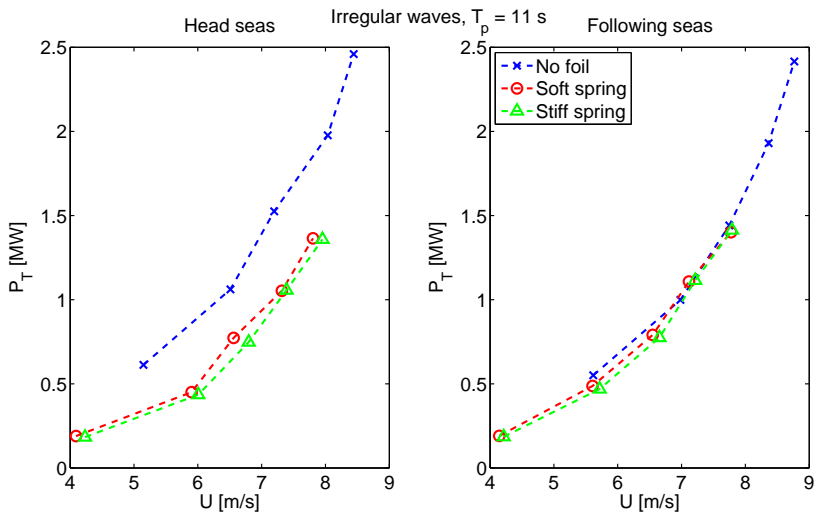 Irregular waves, T_p = 11 s
Head seas
2.5
2
1.5
1
0.5
0
P_T [MW]
4 5 6 7 8 9
U [m/s]
Following seas
No foil
Soft spring
Stiff spring
2.5
2
1.5
1
0.5
0
P_T [MW]
4 5 6 7 8 9
U [m/s]